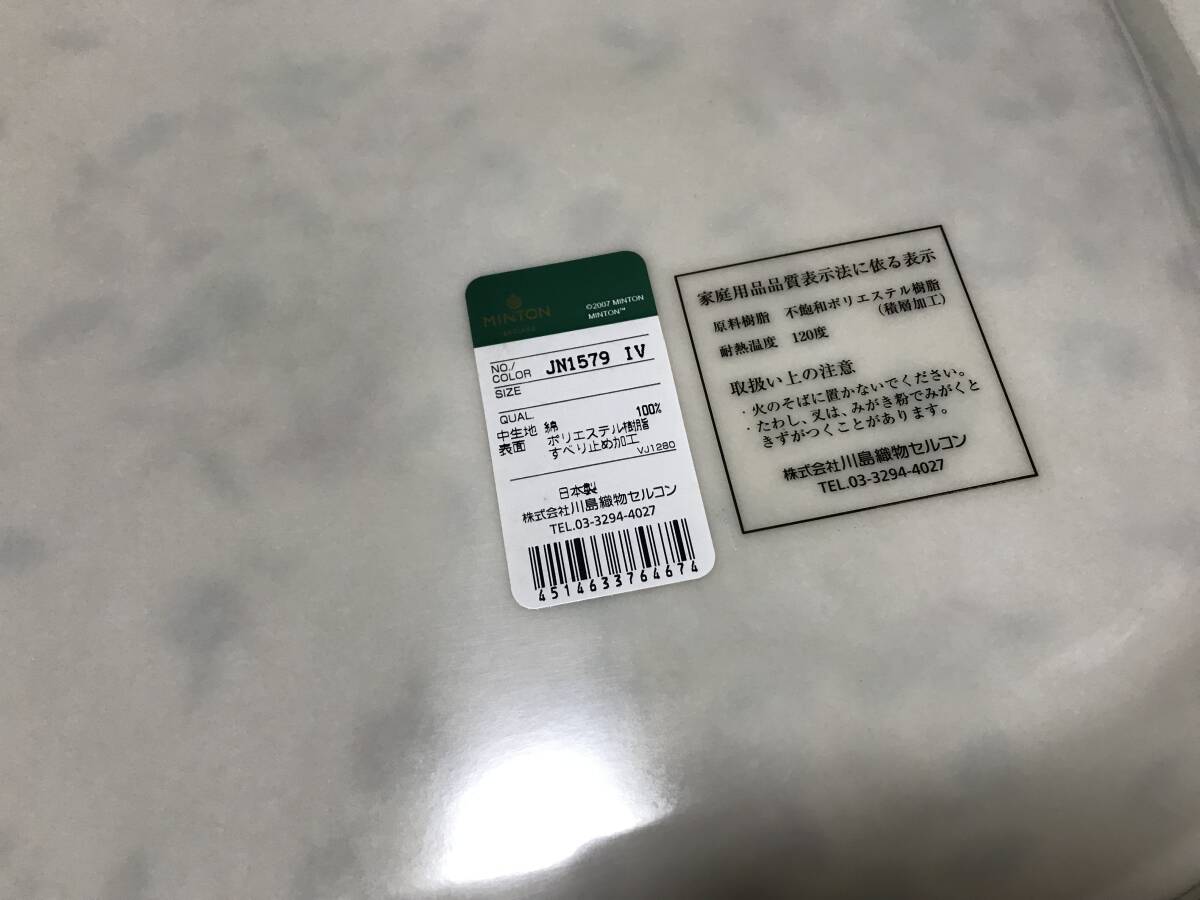 MINTON
©2007 MINTON
MINTON™
NO./
COLOR JN1579 IV
SIZE
QUAL.
中生地 綿 100%
表面 ポリエステル樹脂
すべり止め加工
VJ1280
日本製
株式会社川島織物セルコン
TEL.03-3294-4027
4514633764674
家庭用品品質表示法に依る表示
原料樹脂 不飽和ポリエステル樹脂
(積層加工)
耐熱温度 120度
取扱い上の注意
・火のそばに置かないでください。
・たわし、又は、みがき粉でみがくと
きずがつくことがあります。
株式会社川島織物セルコン
TEL.03-3294-4027